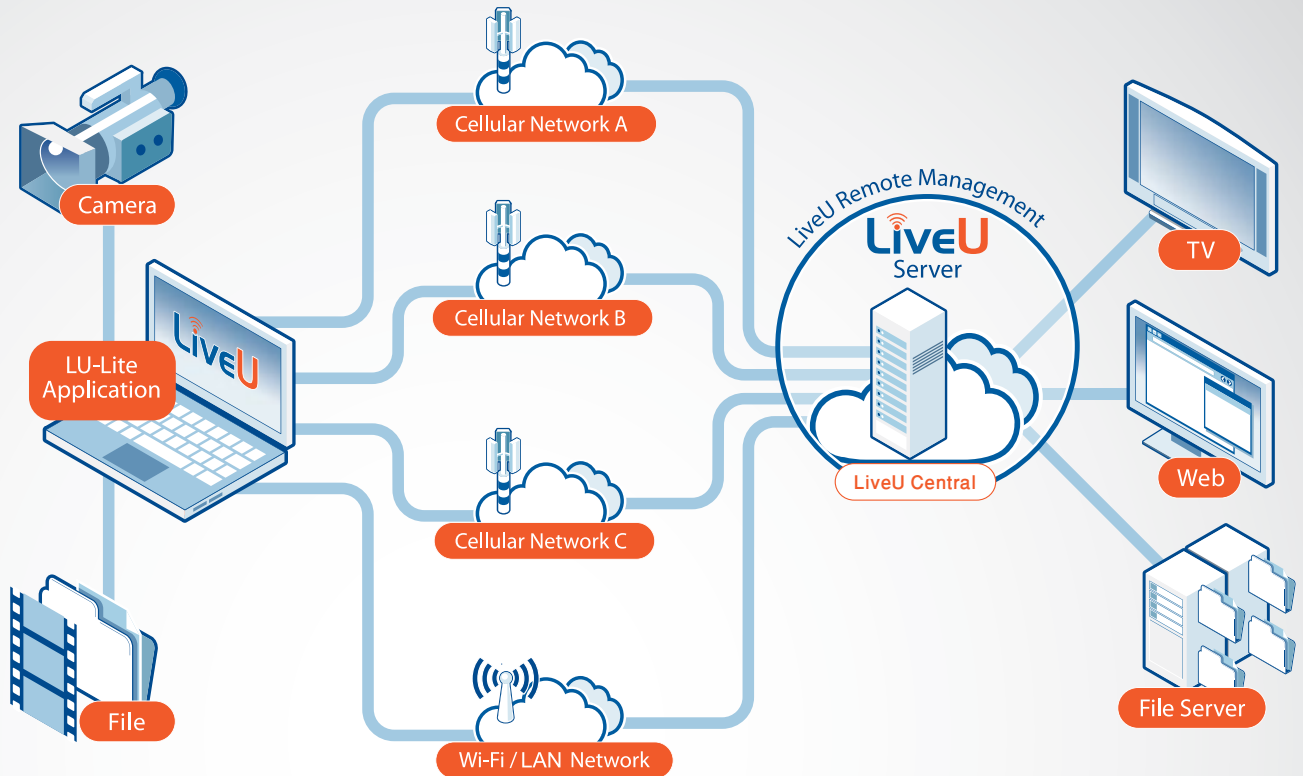 Cellular Network A
Camera
LiveU Remote Management
LiveU
Server
TV
Cellular Network B
LiveU
LU-Lite
Application
Web
LiveU Central
Cellular Network C
File Server
File
Wi-Fi / LAN Network